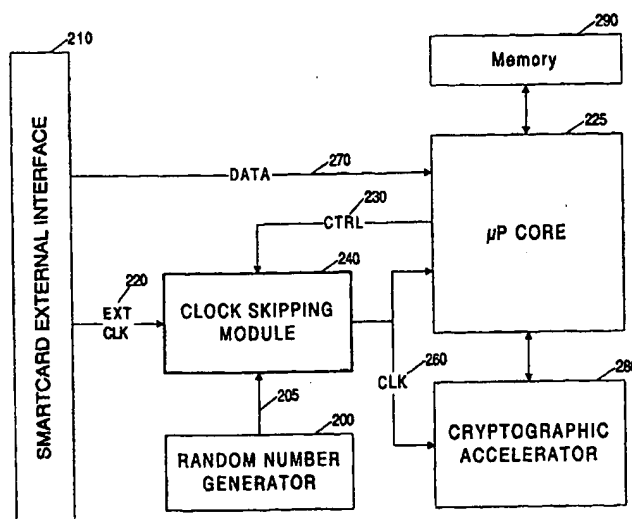 210
290
Memory
225
270
DATA
230
CTRL
µP CORE
240
220
EXT
CLK
CLOCK SKIPPING
MODULE
260
CLK
280
205
200
CRYPTOGRAPHIC
ACCELERATOR
RANDOM NUMBER
GENERATOR
SMARTCARD EXTERNAL INTERFACE